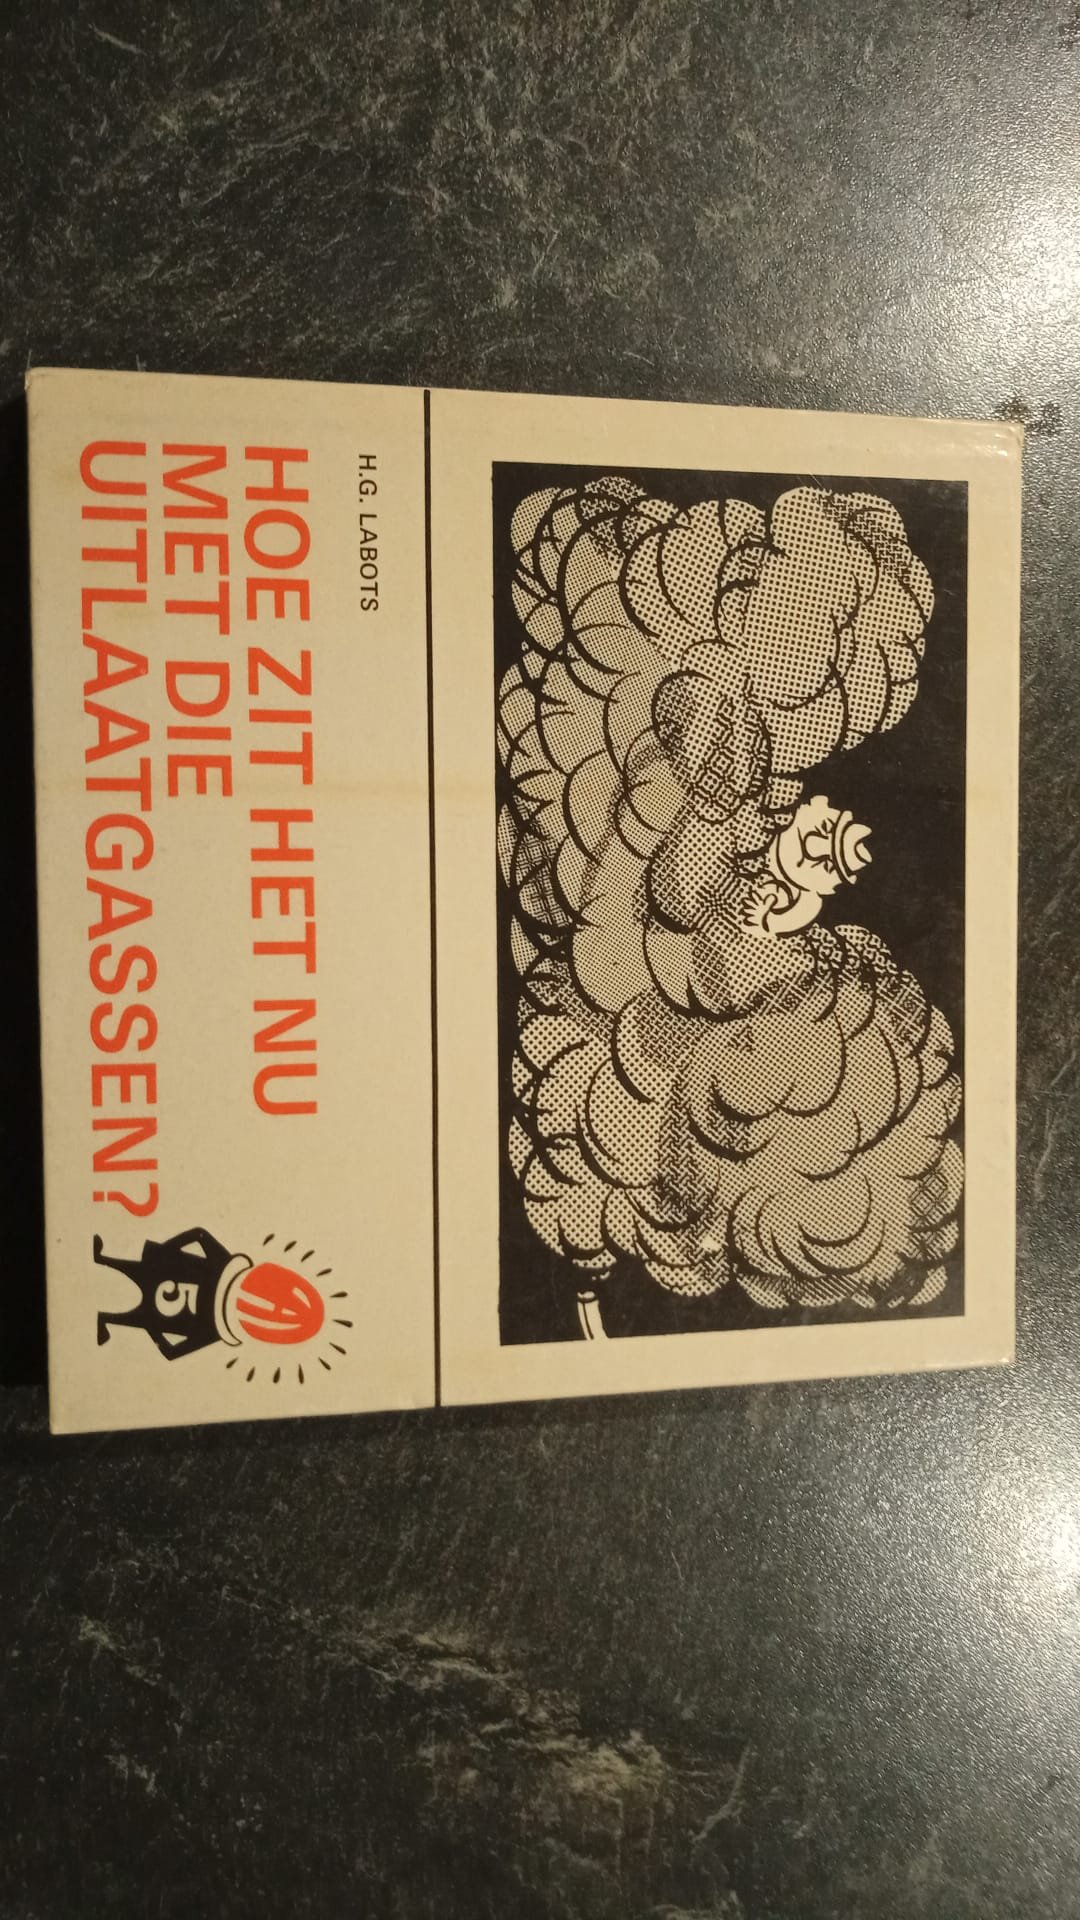 H.G. LABOTS
HOE ZIT HET NU
MET DIE
UITLAATGASSEN?
5